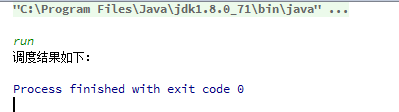 "C:\Program Files\Java\jdk1.8.0_71\bin\java" ...
run
调度结果如下:
Process finished with exit code 0